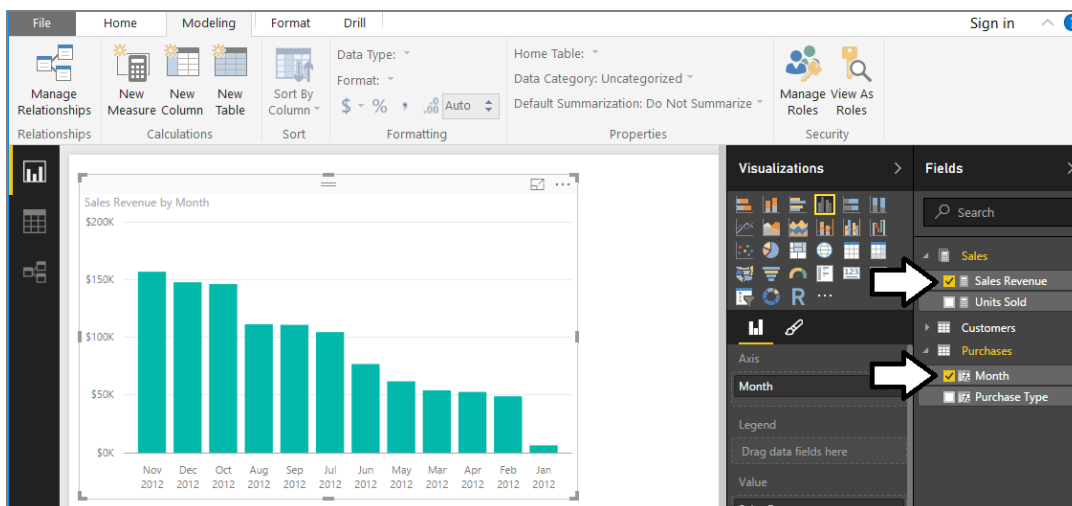 File Home Modeling Format Drill Sign in
Manage Relationships
New Measure
New Column
New Table
Sort By Column
Data Type:
Format:
$ % , .00 Auto
Home Table:
Data Category: Uncategorized
Default Summarization: Do Not Summarize
Manage Roles
View As Roles
Relationships Calculations Sort Formatting Properties Security
Sales Revenue by Month
$200K
$150K
$100K
$50K
$0K
Nov 2012
Dec 2012
Oct 2012
Aug 2012
Sep 2012
Jul 2012
Jun 2012
May 2012
Mar 2012
Apr 2012
Feb 2012
Jan 2012
Visualizations
123
R
Axis
Month
Legend
Drag data fields here
Value
Fields
Search
Sales
Sales Revenue
Units Sold
Customers
Purchases
Month
Purchase Type